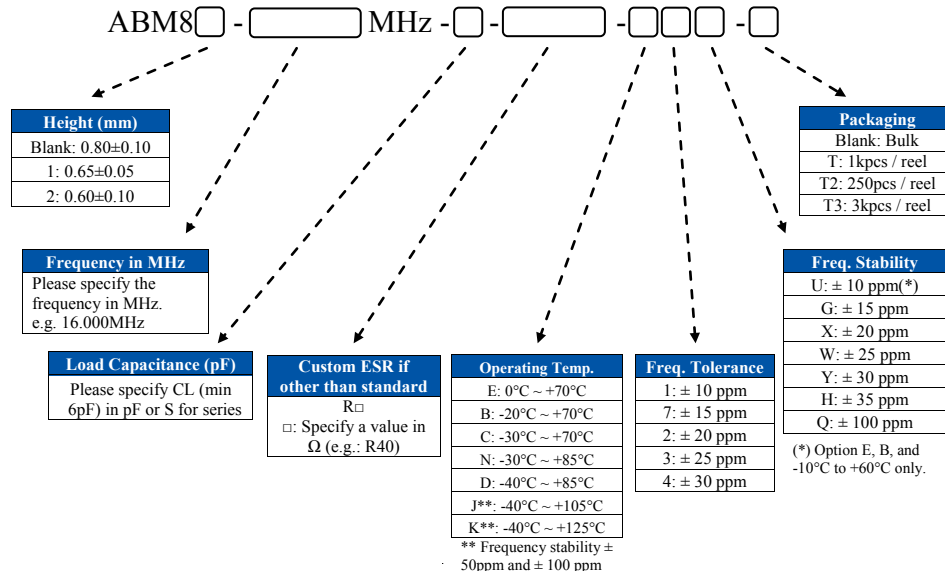 ABM8□ - □ MHz - □ - □ - □□□ - □
Height (mm)
Blank: 0.80±0.10
1: 0.65±0.05
2: 0.60±0.10
Packaging
Blank: Bulk
T: 1kpcs / reel
T2: 250pcs / reel
T3: 3kpcs / reel
Frequency in MHz
Please specify the
frequency in MHz.
e.g. 16.000MHz
Freq. Stability
U: ± 10 ppm(*)
G: ± 15 ppm
X: ± 20 ppm
W: ± 25 ppm
Y: ± 30 ppm
H: ± 35 ppm
Q: ± 100 ppm
(*) Option E, B, and
-10°C to +60°C only.
Load Capacitance (pF)
Please specify CL (min
6pF) in pF or S for series
Custom ESR if
other than standard
R□
□: Specify a value in
Ω (e.g.: R40)
Operating Temp.
E: 0°C ~ +70°C
B: -20°C ~ +70°C
C: -30°C ~ +70°C
N: -30°C ~ +85°C
D: -40°C ~ +85°C
J**: -40°C ~ +105°C
K**: -40°C ~ +125°C
** Frequency stability ±
50ppm and ± 100 ppm
Freq. Tolerance
1: ± 10 ppm
7: ± 15 ppm
2: ± 20 ppm
3: ± 25 ppm
4: ± 30 ppm